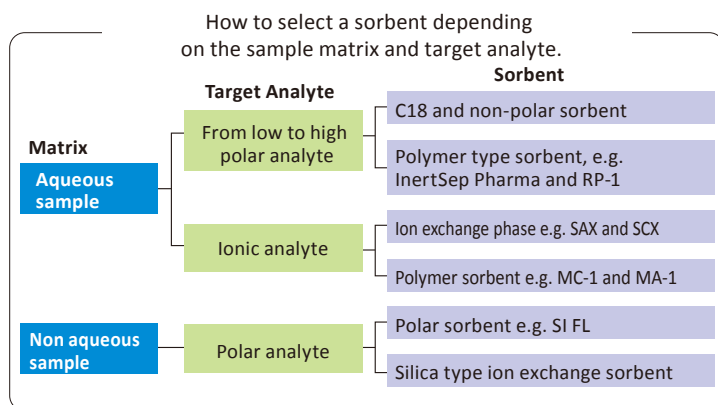 How to select a sorbent depending
on the sample matrix and target analyte.
Sorbent
Target Analyte
Matrix
Aqueous
sample
From low to high
polar analyte
C18 and non-polar sorbent
Polymer type sorbent, e.g.
InertSep Pharma and RP-1
Ionic analyte
Ion exchange phase e.g. SAX and SCX
Polymer sorbent e.g. MC-1 and MA-1
Non aqueous
sample
Polar analyte
Polar sorbent e.g. SI FL
Silica type ion exchange sorbent